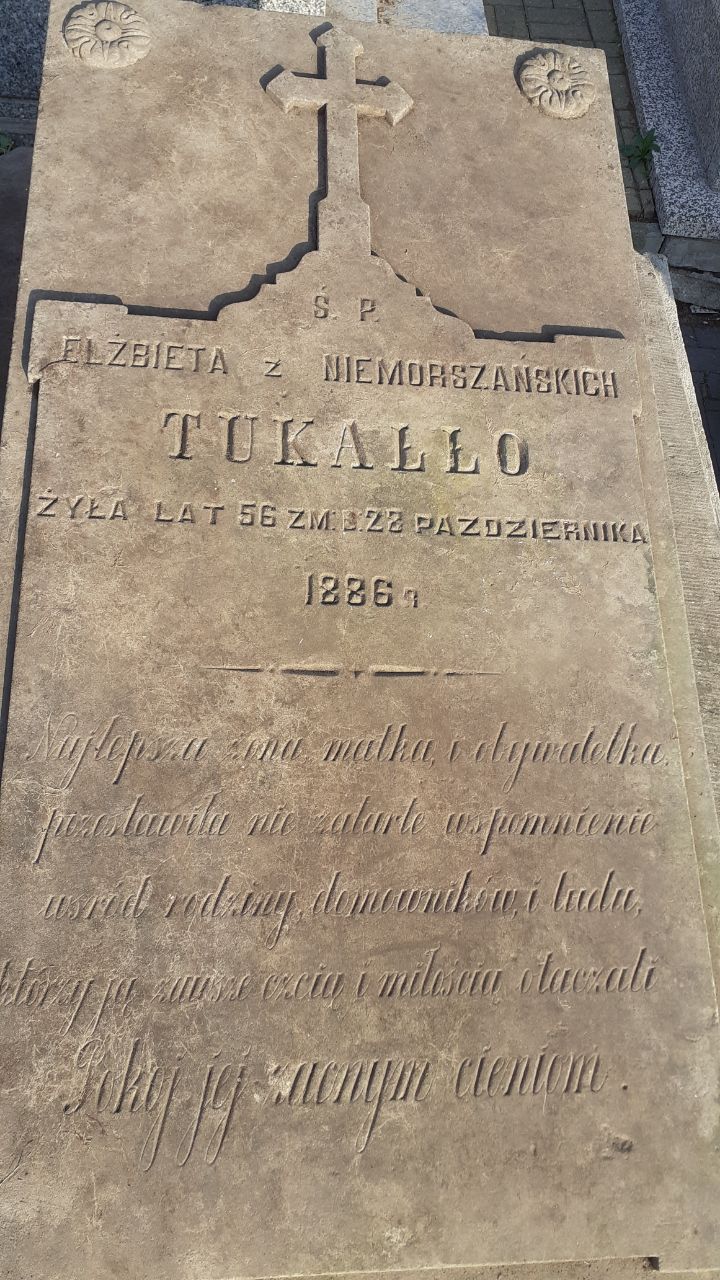 Ś. P.
ELŻBIETA z NIEMORSZAŃSKICH
TUKAŁŁO
ŻYŁA LAT 56 ZM. D. 28 PAZDZIERNIKA
1886 r
Najlepsza żona, matka, i obywatelka,
pozostawiła nie zatarte wspomnienie
wsród rodziny, domowników, i ludu,
którzy ją zawsze czcią i miłością otaczali
Pokój jej zacnym cieniom.